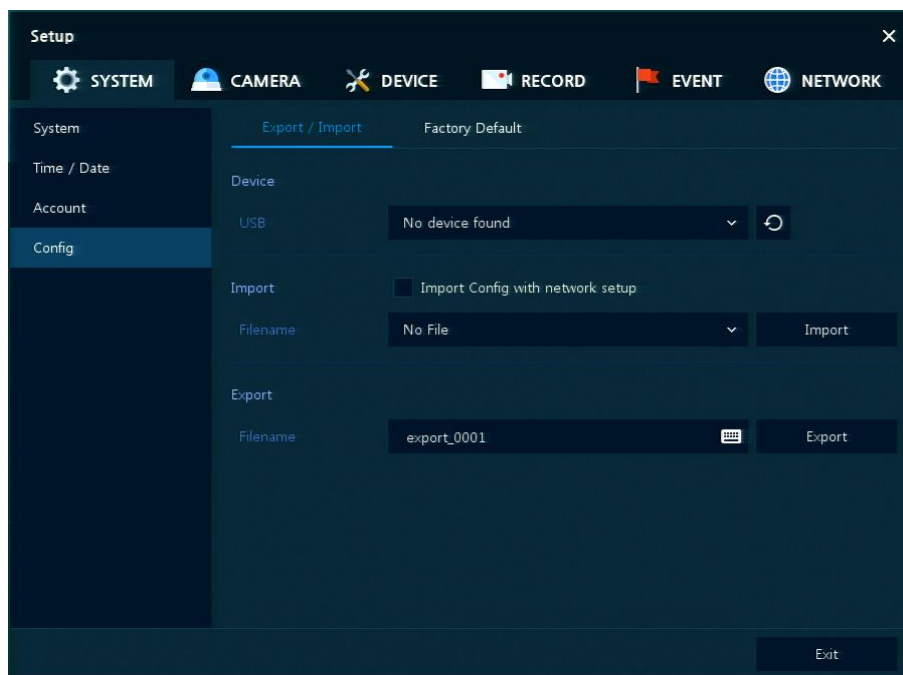 Setup
SYSTEM CAMERA DEVICE RECORD EVENT NETWORK
System
Time / Date
Account
Config
Export / Import Factory Default
Device
USB No device found
Import Import Config with network setup
Filename No File Import
Export
Filename export_0001 Export
Exit